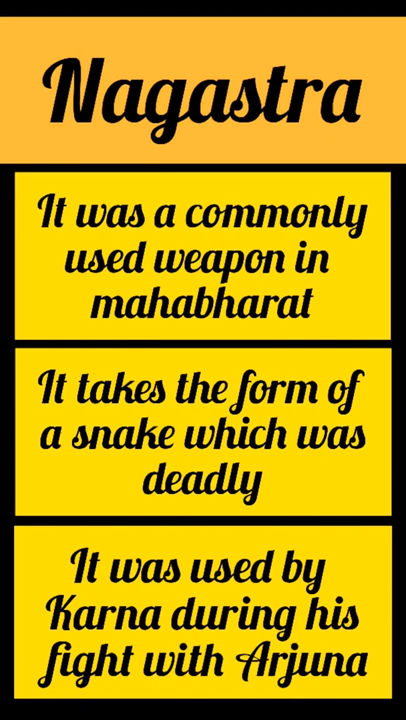 Nagastra
It was a commonly
used weapon in
mahabharat
It takes the form of
a snake which was
deadly
It was used by
Karna during his
fight with Arjuna